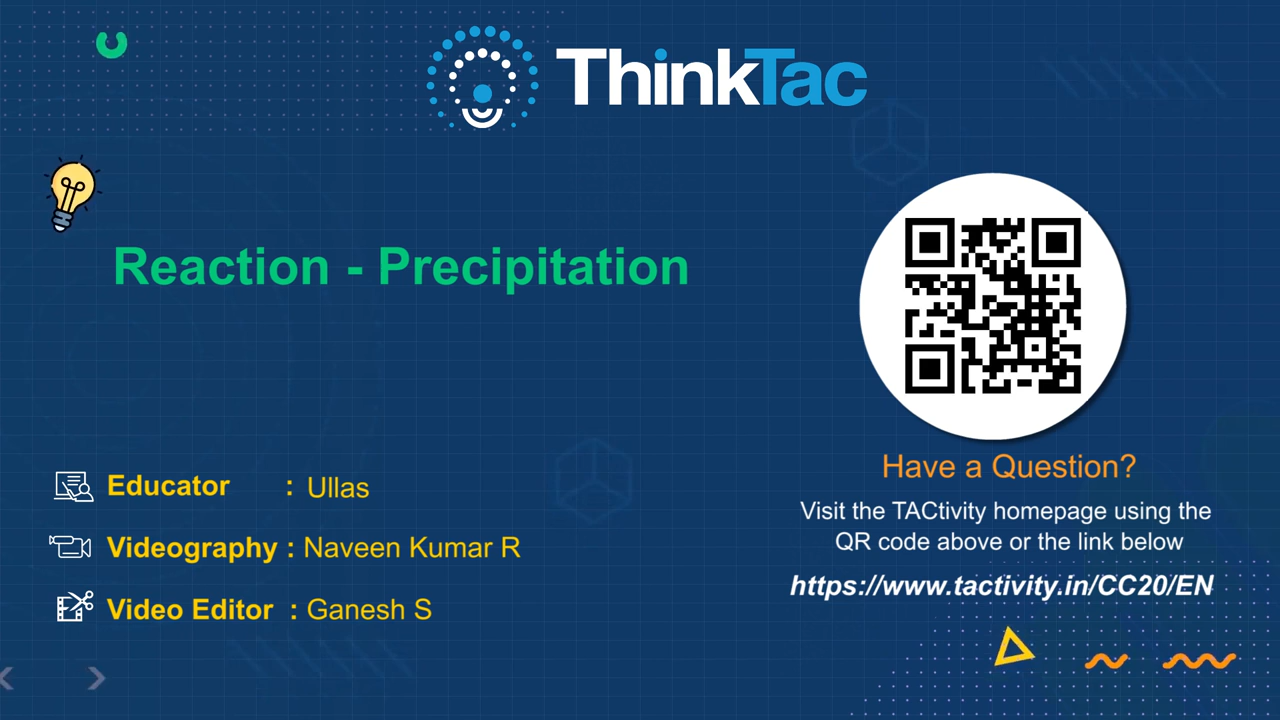 ThinkTac
Reaction - Precipitation
Educator : Ullas
Videography : Naveen Kumar R
Video Editor : Ganesh S
Have a Question?
Visit the TACtivity homepage using the
QR code above or the link below
https://www.tactivity.in/CC20/EN